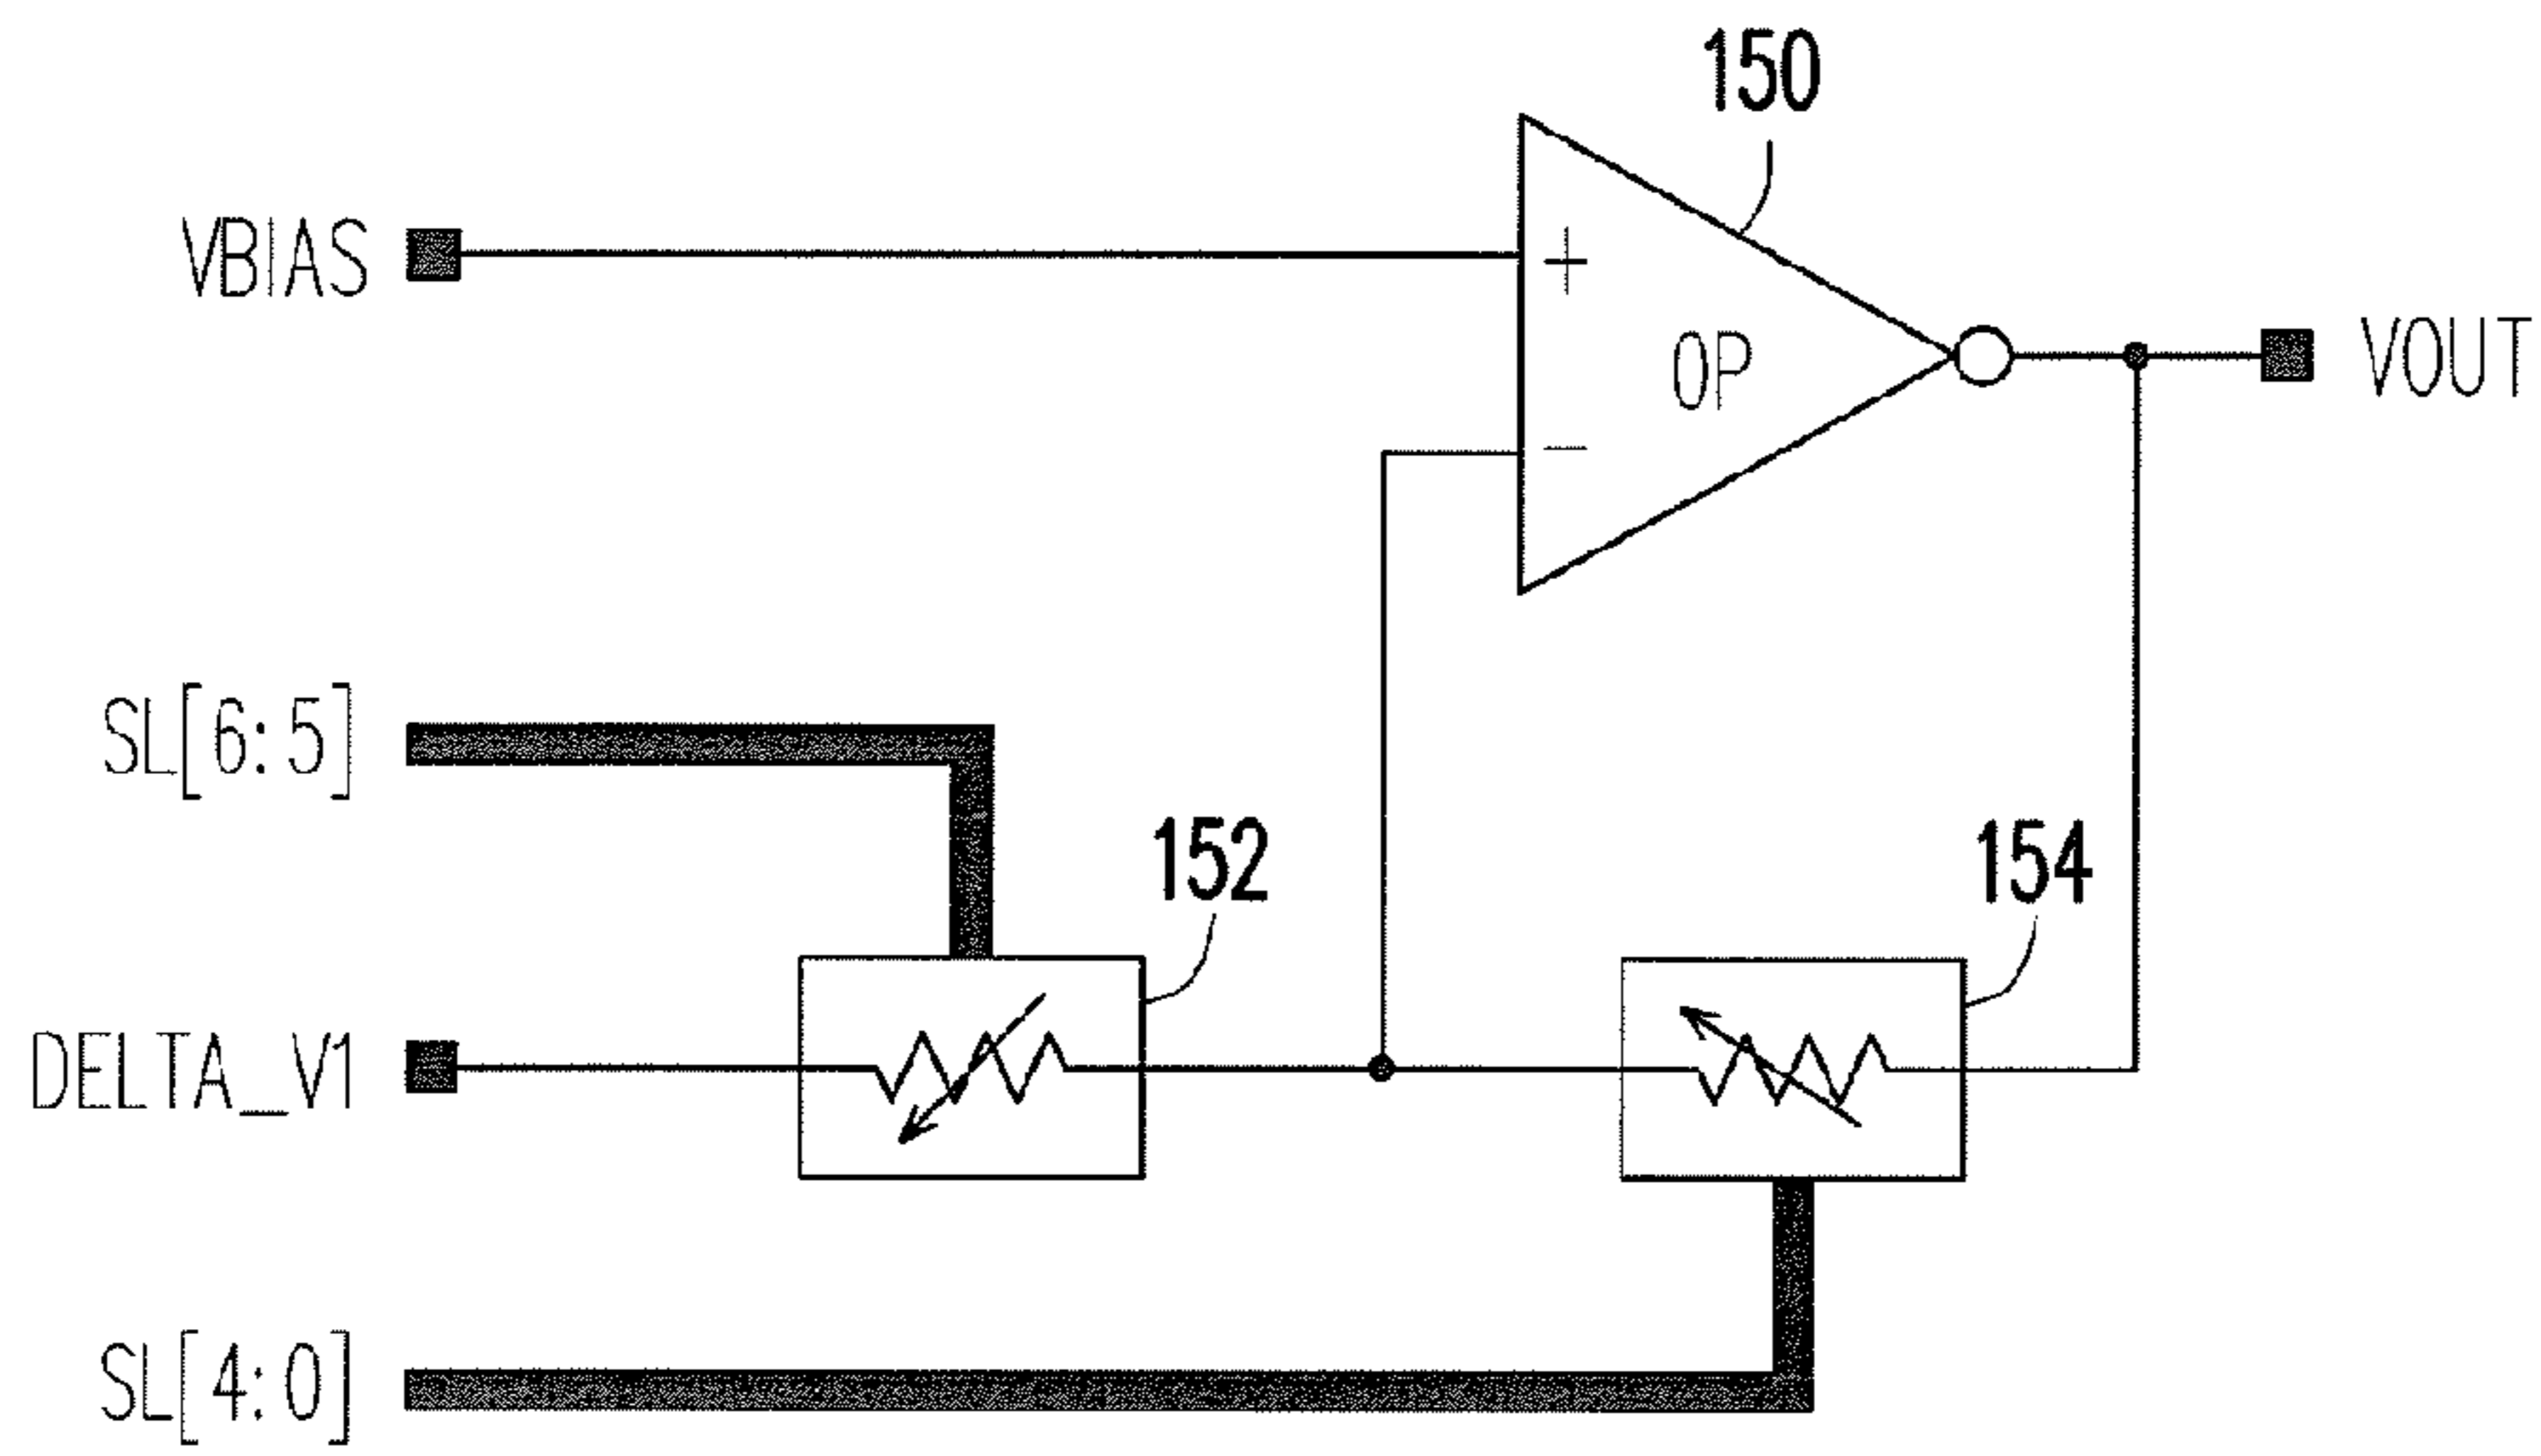 150
VBIAS
+
OP
VOUT
−
SL[6:5]
152
154
DELTA_V1
SL[4:0]